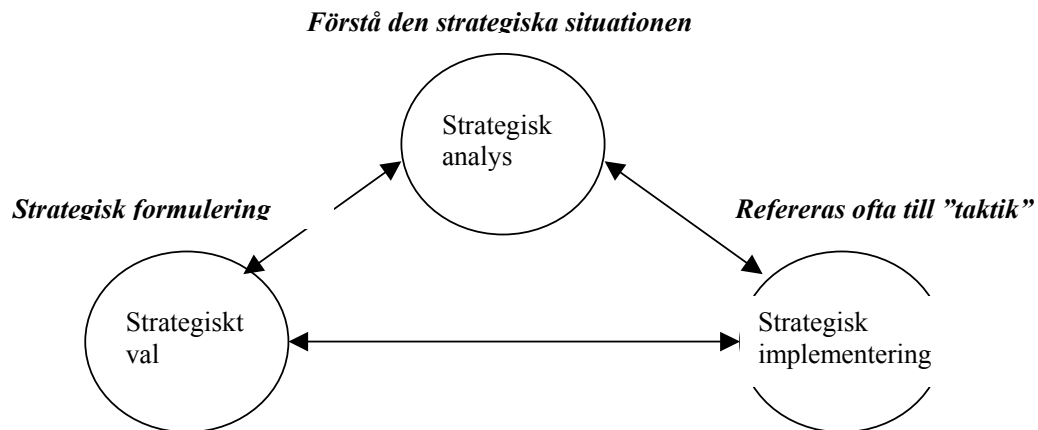 Förstå den strategiska situationen
Strategisk
analys
Strategisk formulering
Refereras ofta till ”taktik”
Strategiskt
val
Strategisk
implementering